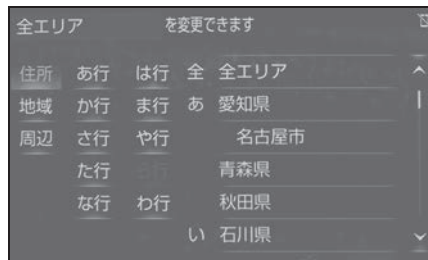 全エリア を変更できます
住所 あ行 は行 全 全エリア
地域 か行 ま行 あ 愛知県
周辺 さ行 や行 名古屋市
た行 ら行 青森県
な行 わ行 秋田県
い 石川県